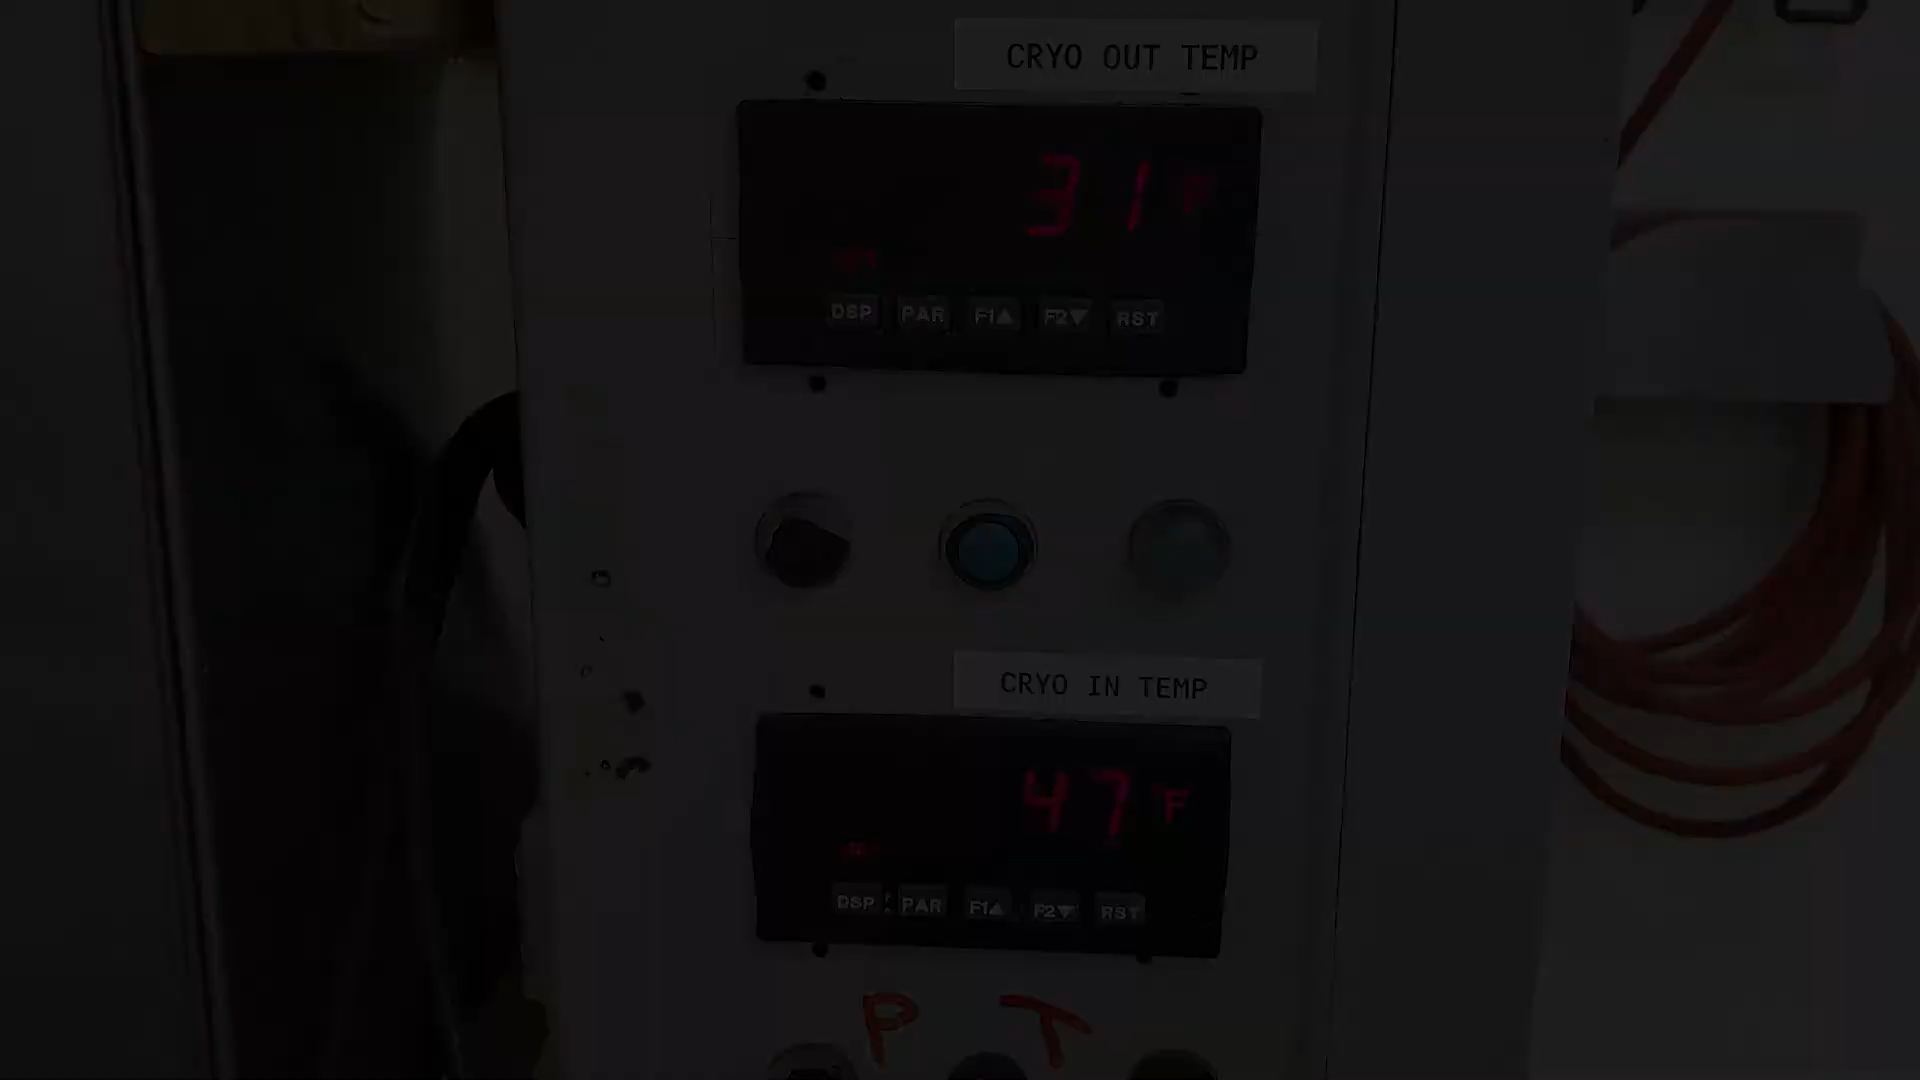 CRYO OUT TEMP
31 F
DSP PAR F1▲ F2▼ RST
CRYO IN TEMP
47 °F
DSP PAR F1▲ F2▼ RST
P T